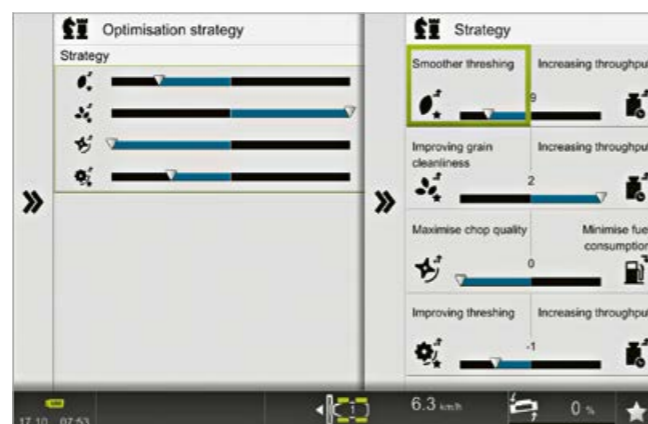 Optimisation strategy
Strategy
Strategy
Smoother threshing
Increasing throughpu
9
Improving grain
cleanliness
Increasing throughpu
2
Maximise chop quality
Minimise fue
consumption
0
Improving threshing
Increasing throughpu
-1
17.10 07:53
1
6.3 km/h
0 %